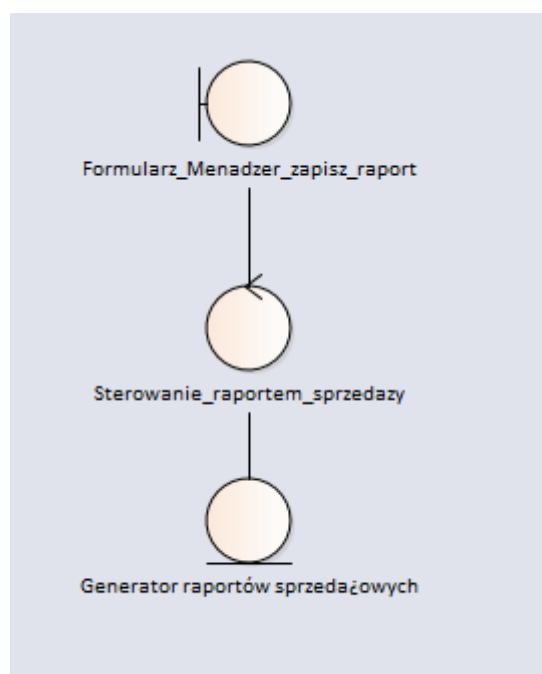 Formularz_Menadzer_zapisz_raport
Sterowanie_raportem_sprzedazy
Generator raportów sprzeda¿owych